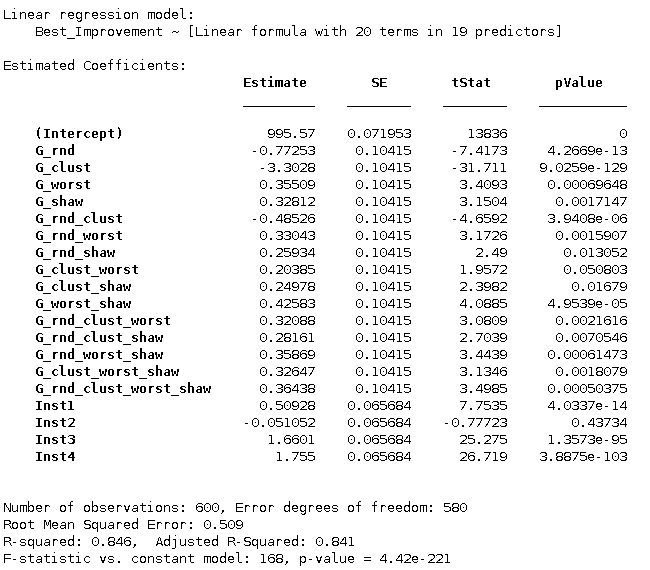 Linear regression model:
Best_Improvement ~ [Linear formula with 20 terms in 19 predictors]
Estimated Coefficients:
Estimate SE tStat pValue
(Intercept) 995.57 0.071953 13836 0
G_rnd -0.77253 0.10415 -7.4173 4.2669e-13
G_clust -3.3028 0.10415 -31.711 9.0259e-129
G_worst 0.35509 0.10415 3.4093 0.00069648
G_shaw 0.32812 0.10415 3.1504 0.0017147
G_rnd_clust -0.48526 0.10415 -4.6592 3.9408e-06
G_rnd_worst 0.33043 0.10415 3.1726 0.0015907
G_rnd_shaw 0.25934 0.10415 2.49 0.013052
G_clust_worst 0.20385 0.10415 1.9572 0.050803
G_clust_shaw 0.24978 0.10415 2.3982 0.01679
G_worst_shaw 0.42583 0.10415 4.0885 4.9539e-05
G_rnd_clust_worst 0.32088 0.10415 3.0809 0.0021616
G_rnd_clust_shaw 0.28161 0.10415 2.7039 0.0070546
G_rnd_worst_shaw 0.35869 0.10415 3.4439 0.00061473
G_clust_worst_shaw 0.32647 0.10415 3.1346 0.0018079
G_rnd_clust_worst_shaw 0.36438 0.10415 3.4985 0.00050375
Inst1 0.50928 0.065684 7.7535 4.0337e-14
Inst2 -0.051052 0.065684 -0.77723 0.43734
Inst3 1.6601 0.065684 25.275 1.3573e-95
Inst4 1.755 0.065684 26.719 3.8875e-103
Number of observations: 600, Error degrees of freedom: 580
Root Mean Squared Error: 0.509
R-squared: 0.846, Adjusted R-Squared: 0.841
F-statistic vs. constant model: 168, p-value = 4.42e-221